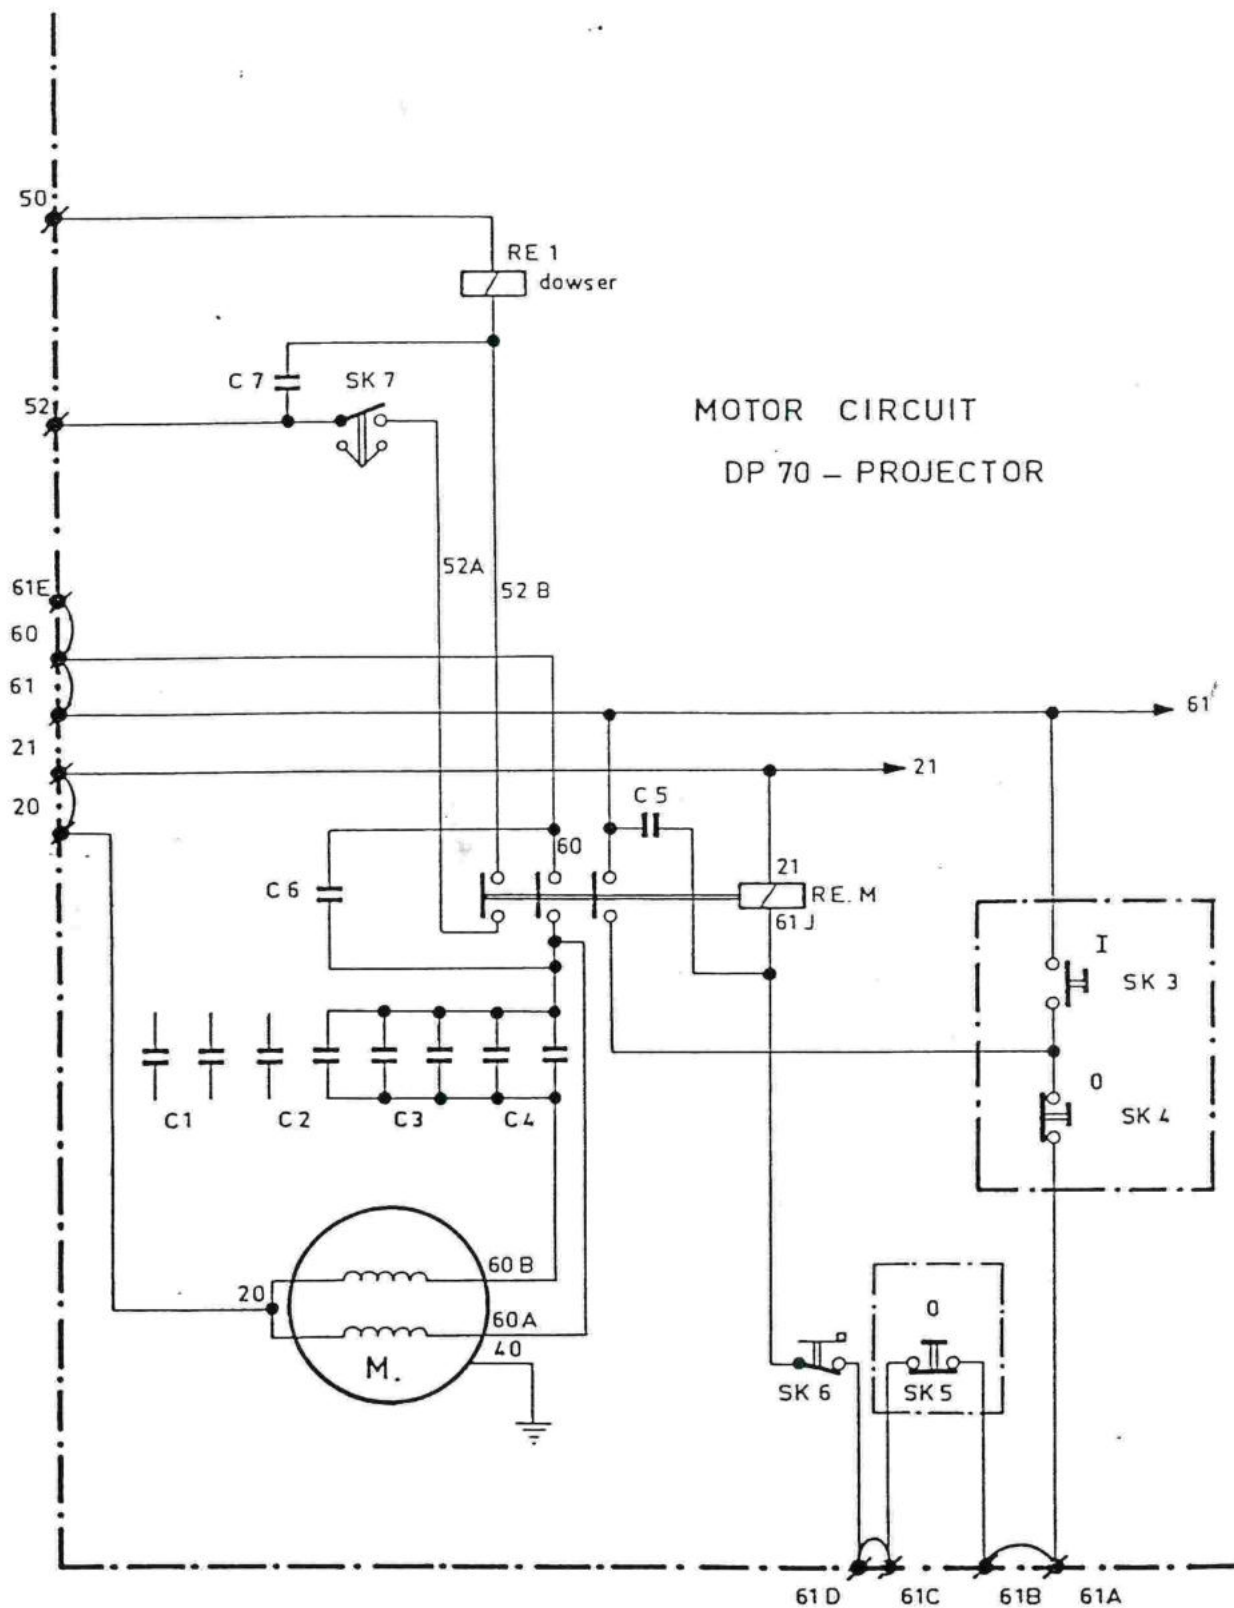 50
RE 1
dowser
C 7
SK 7
52
MOTOR CIRCUIT
DP 70 – PROJECTOR
52A
52 B
61E
60
61
61
21
21
20
C 5
60
21
C 6
RE. M
61 J
I
SK 3
0
C1
C2
C3
C4
SK 4
60 B
20
60A
40
M.
0
SK 6
SK 5
61 D
61C
61B
61A